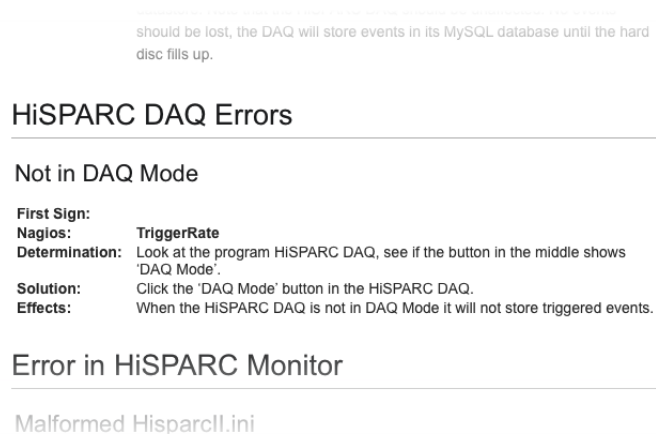 should be lost, the DAQ will store events in its MySQL database until the hard
disc fills up.
HiSPARC DAQ Errors
Not in DAQ Mode
First Sign:
Nagios: TriggerRate
Determination: Look at the program HiSPARC DAQ, see if the button in the middle shows
‘DAQ Mode’.
Solution: Click the ‘DAQ Mode’ button in the HiSPARC DAQ.
Effects: When the HiSPARC DAQ is not in DAQ Mode it will not store triggered events.
Error in HiSPARC Monitor
Malformed HisparcII.ini